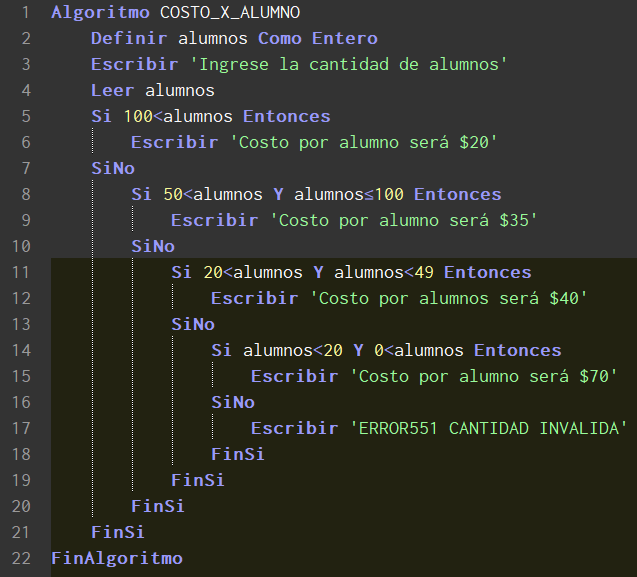 1 Algoritmo COSTO_X_ALUMNO
2 Definir alumnos Como Entero
3 Escribir 'Ingrese la cantidad de alumnos'
4 Leer alumnos
5 Si 100<alumnos Entonces
6 Escribir 'Costo por alumno será $20'
7 SiNo
8 Si 50<alumnos Y alumnos≤100 Entonces
9 Escribir 'Costo por alumno será $35'
10 SiNo
11 Si 20<alumnos Y alumnos<49 Entonces
12 Escribir 'Costo por alumnos será $40'
13 SiNo
14 Si alumnos<20 Y 0<alumnos Entonces
15 Escribir 'Costo por alumno será $70'
16 SiNo
17 Escribir 'ERROR551 CANTIDAD INVALIDA'
18 FinSi
19 FinSi
20 FinSi
21 FinSi
22 FinAlgoritmo